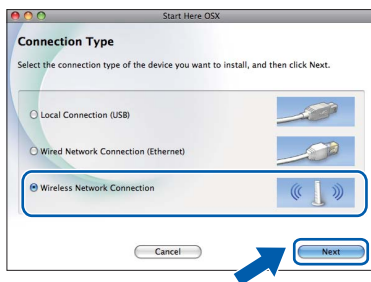 Start Here OSX
Connection Type
Select the connection type of the device you want to install, and then click Next.
Local Connection (USB)
Wired Network Connection (Ethernet)
Wireless Network Connection
Cancel
Next